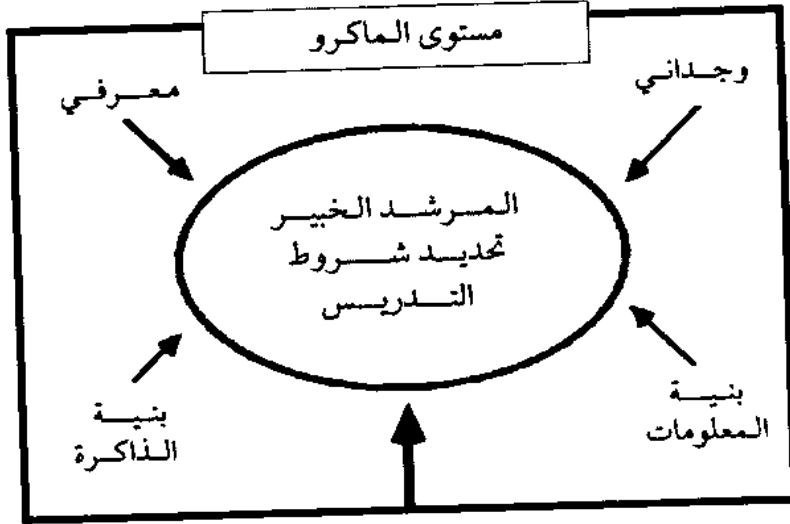 مستوى الماكرو
وجداني
معرفي
المرشد الخبير
تحديد شروط
التدريس
بنية
المعلومات
بنية
الذاكرة